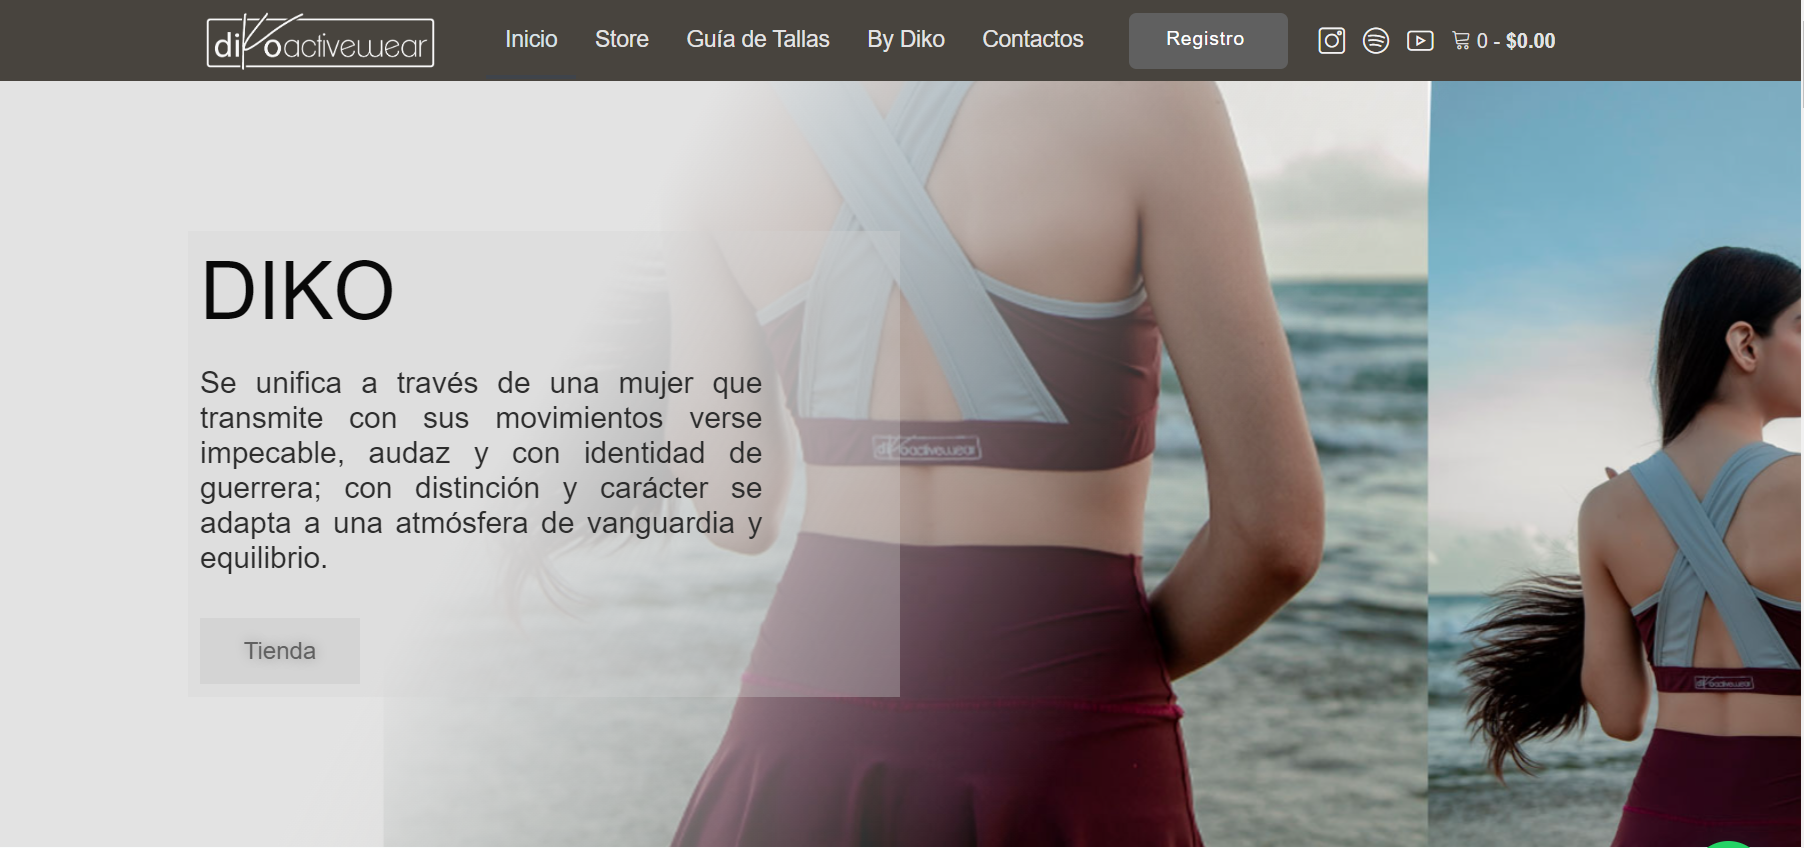 dikoactivewear
Inicio
Store
Guía de Tallas
By Diko
Contactos
Registro
0 - $0.00
DIKO
Se unifica a través de una mujer que
transmite con sus movimientos verse
impecable, audaz y con identidad de
guerrera; con distinción y carácter se
adapta a una atmósfera de vanguardia y
equilibrio.
Tienda
dikoactivewear
dikoactivewear